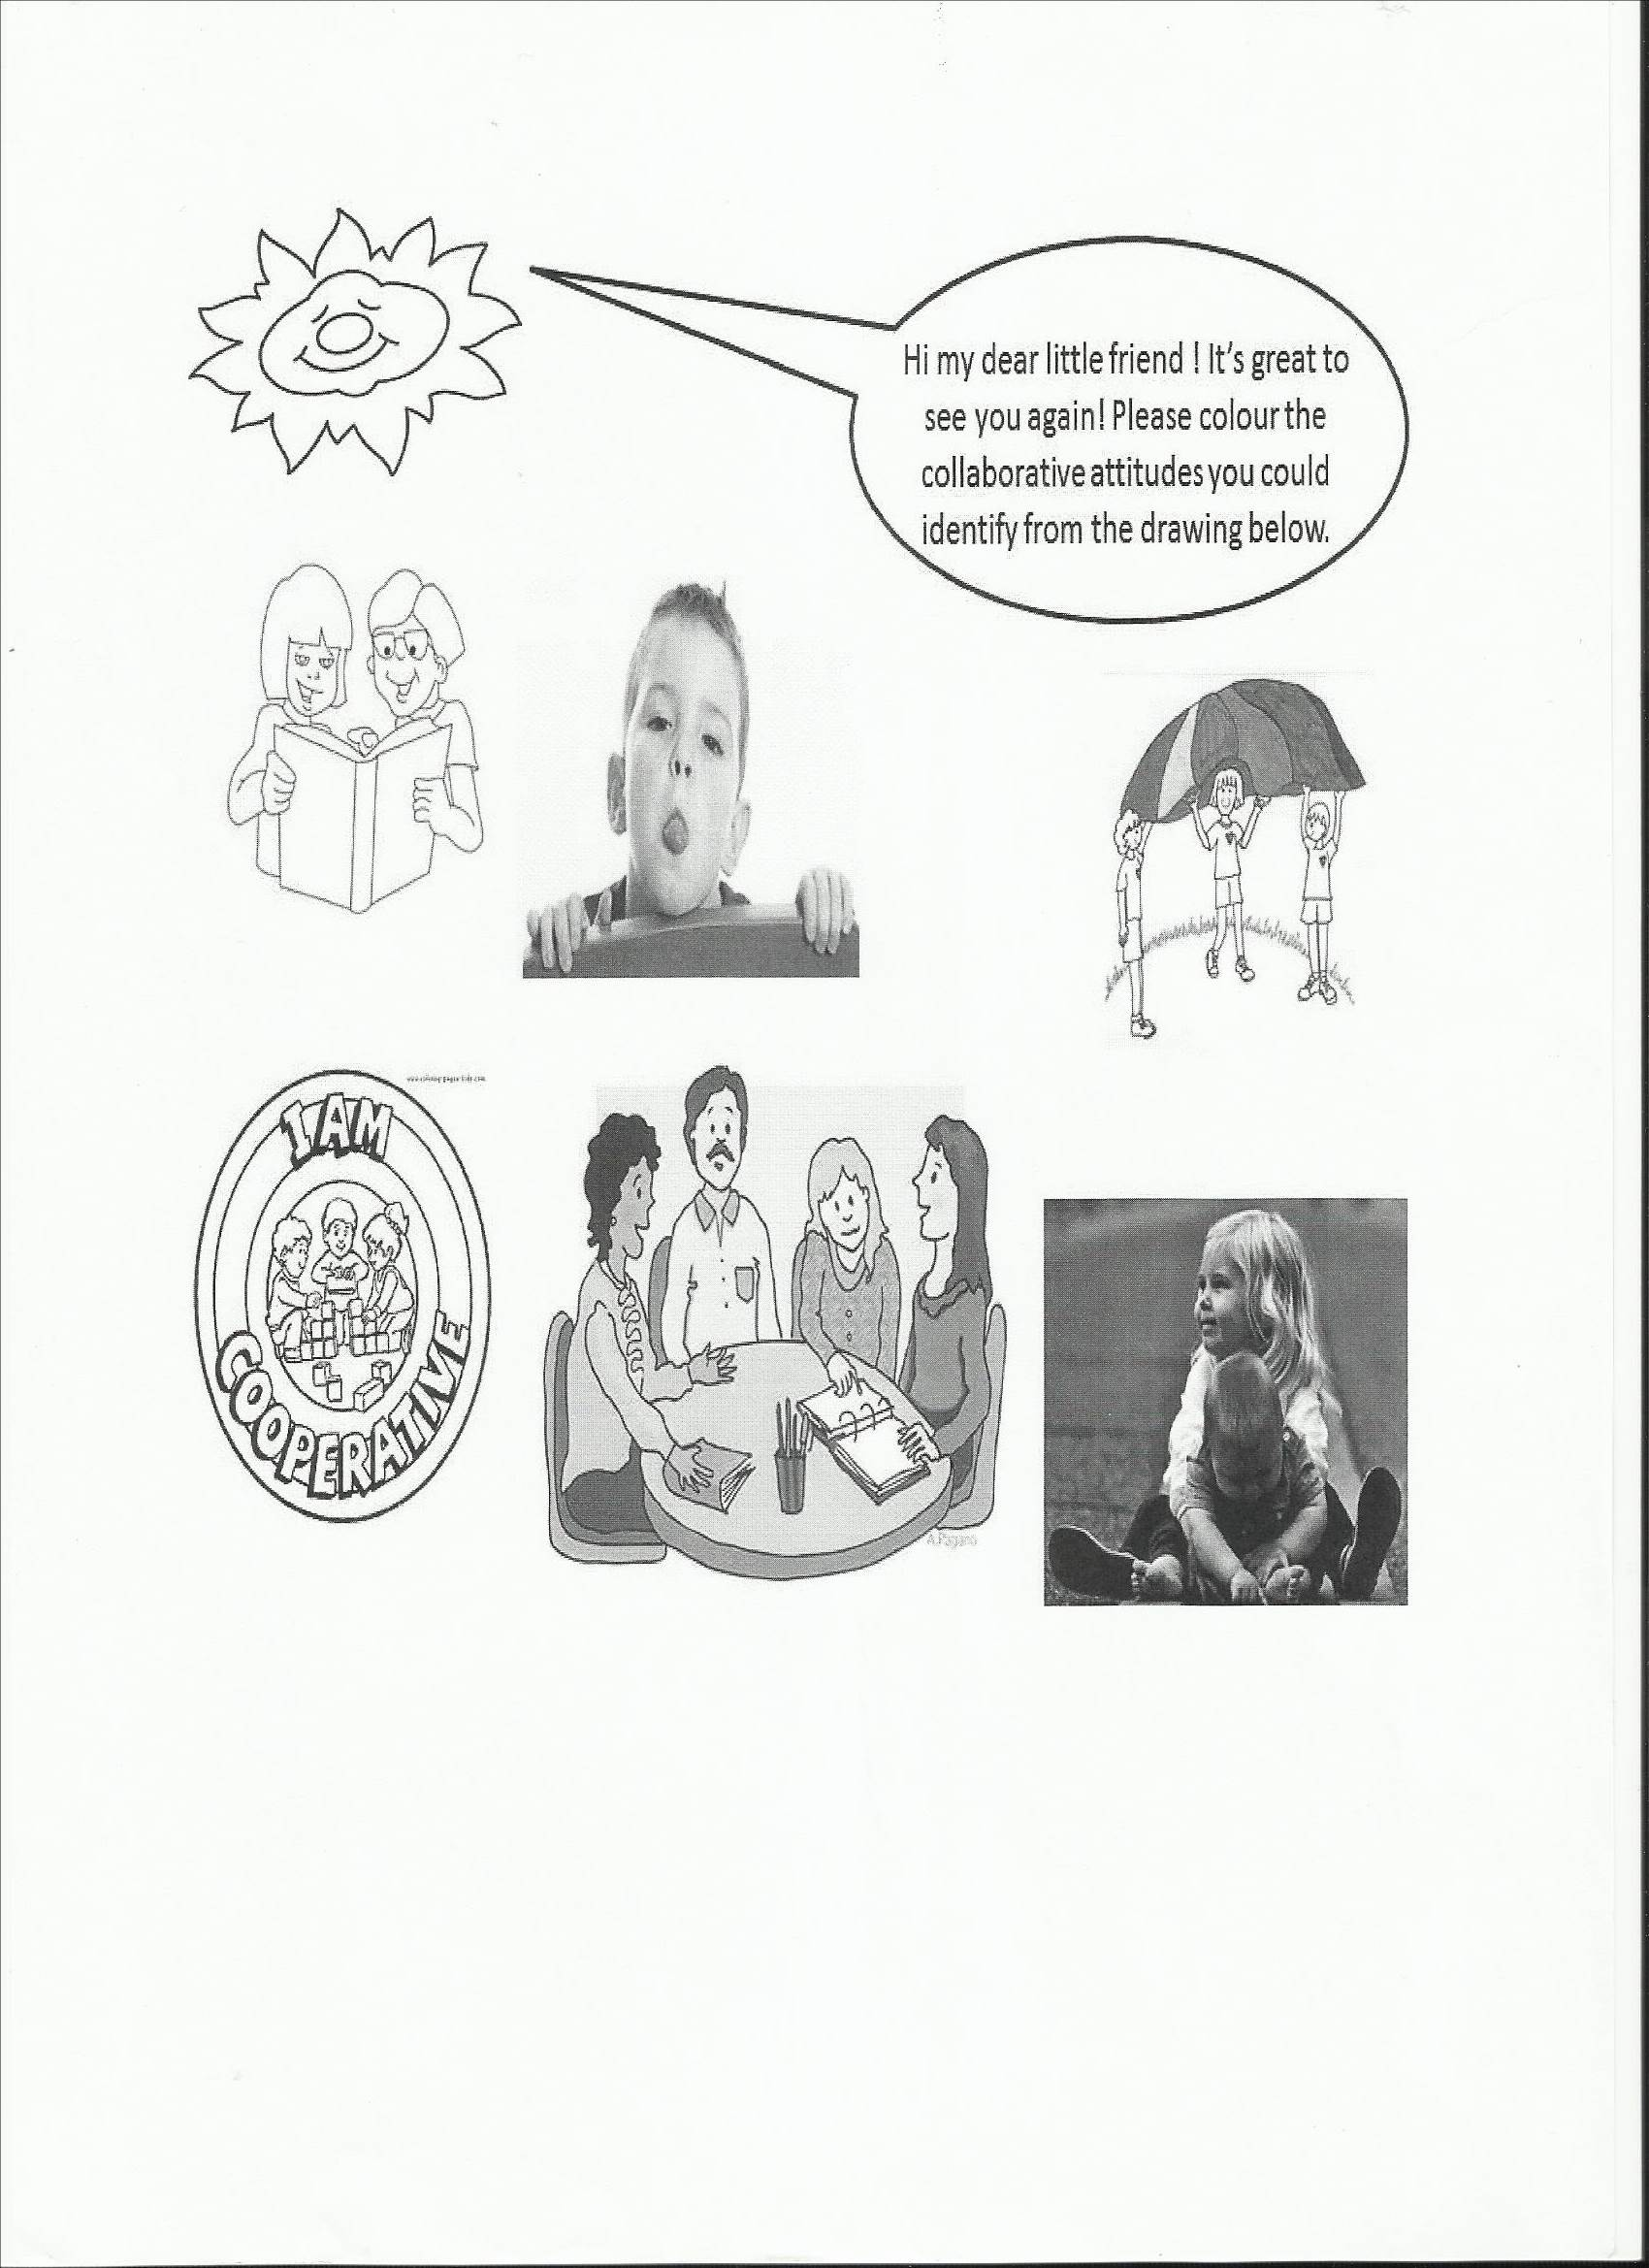 Hi my dear little friend ! It's great to
see you again! Please colour the
collaborative attitudes you could
identify from the drawing below.
I AM
COOPERATIVE
A.Pagano